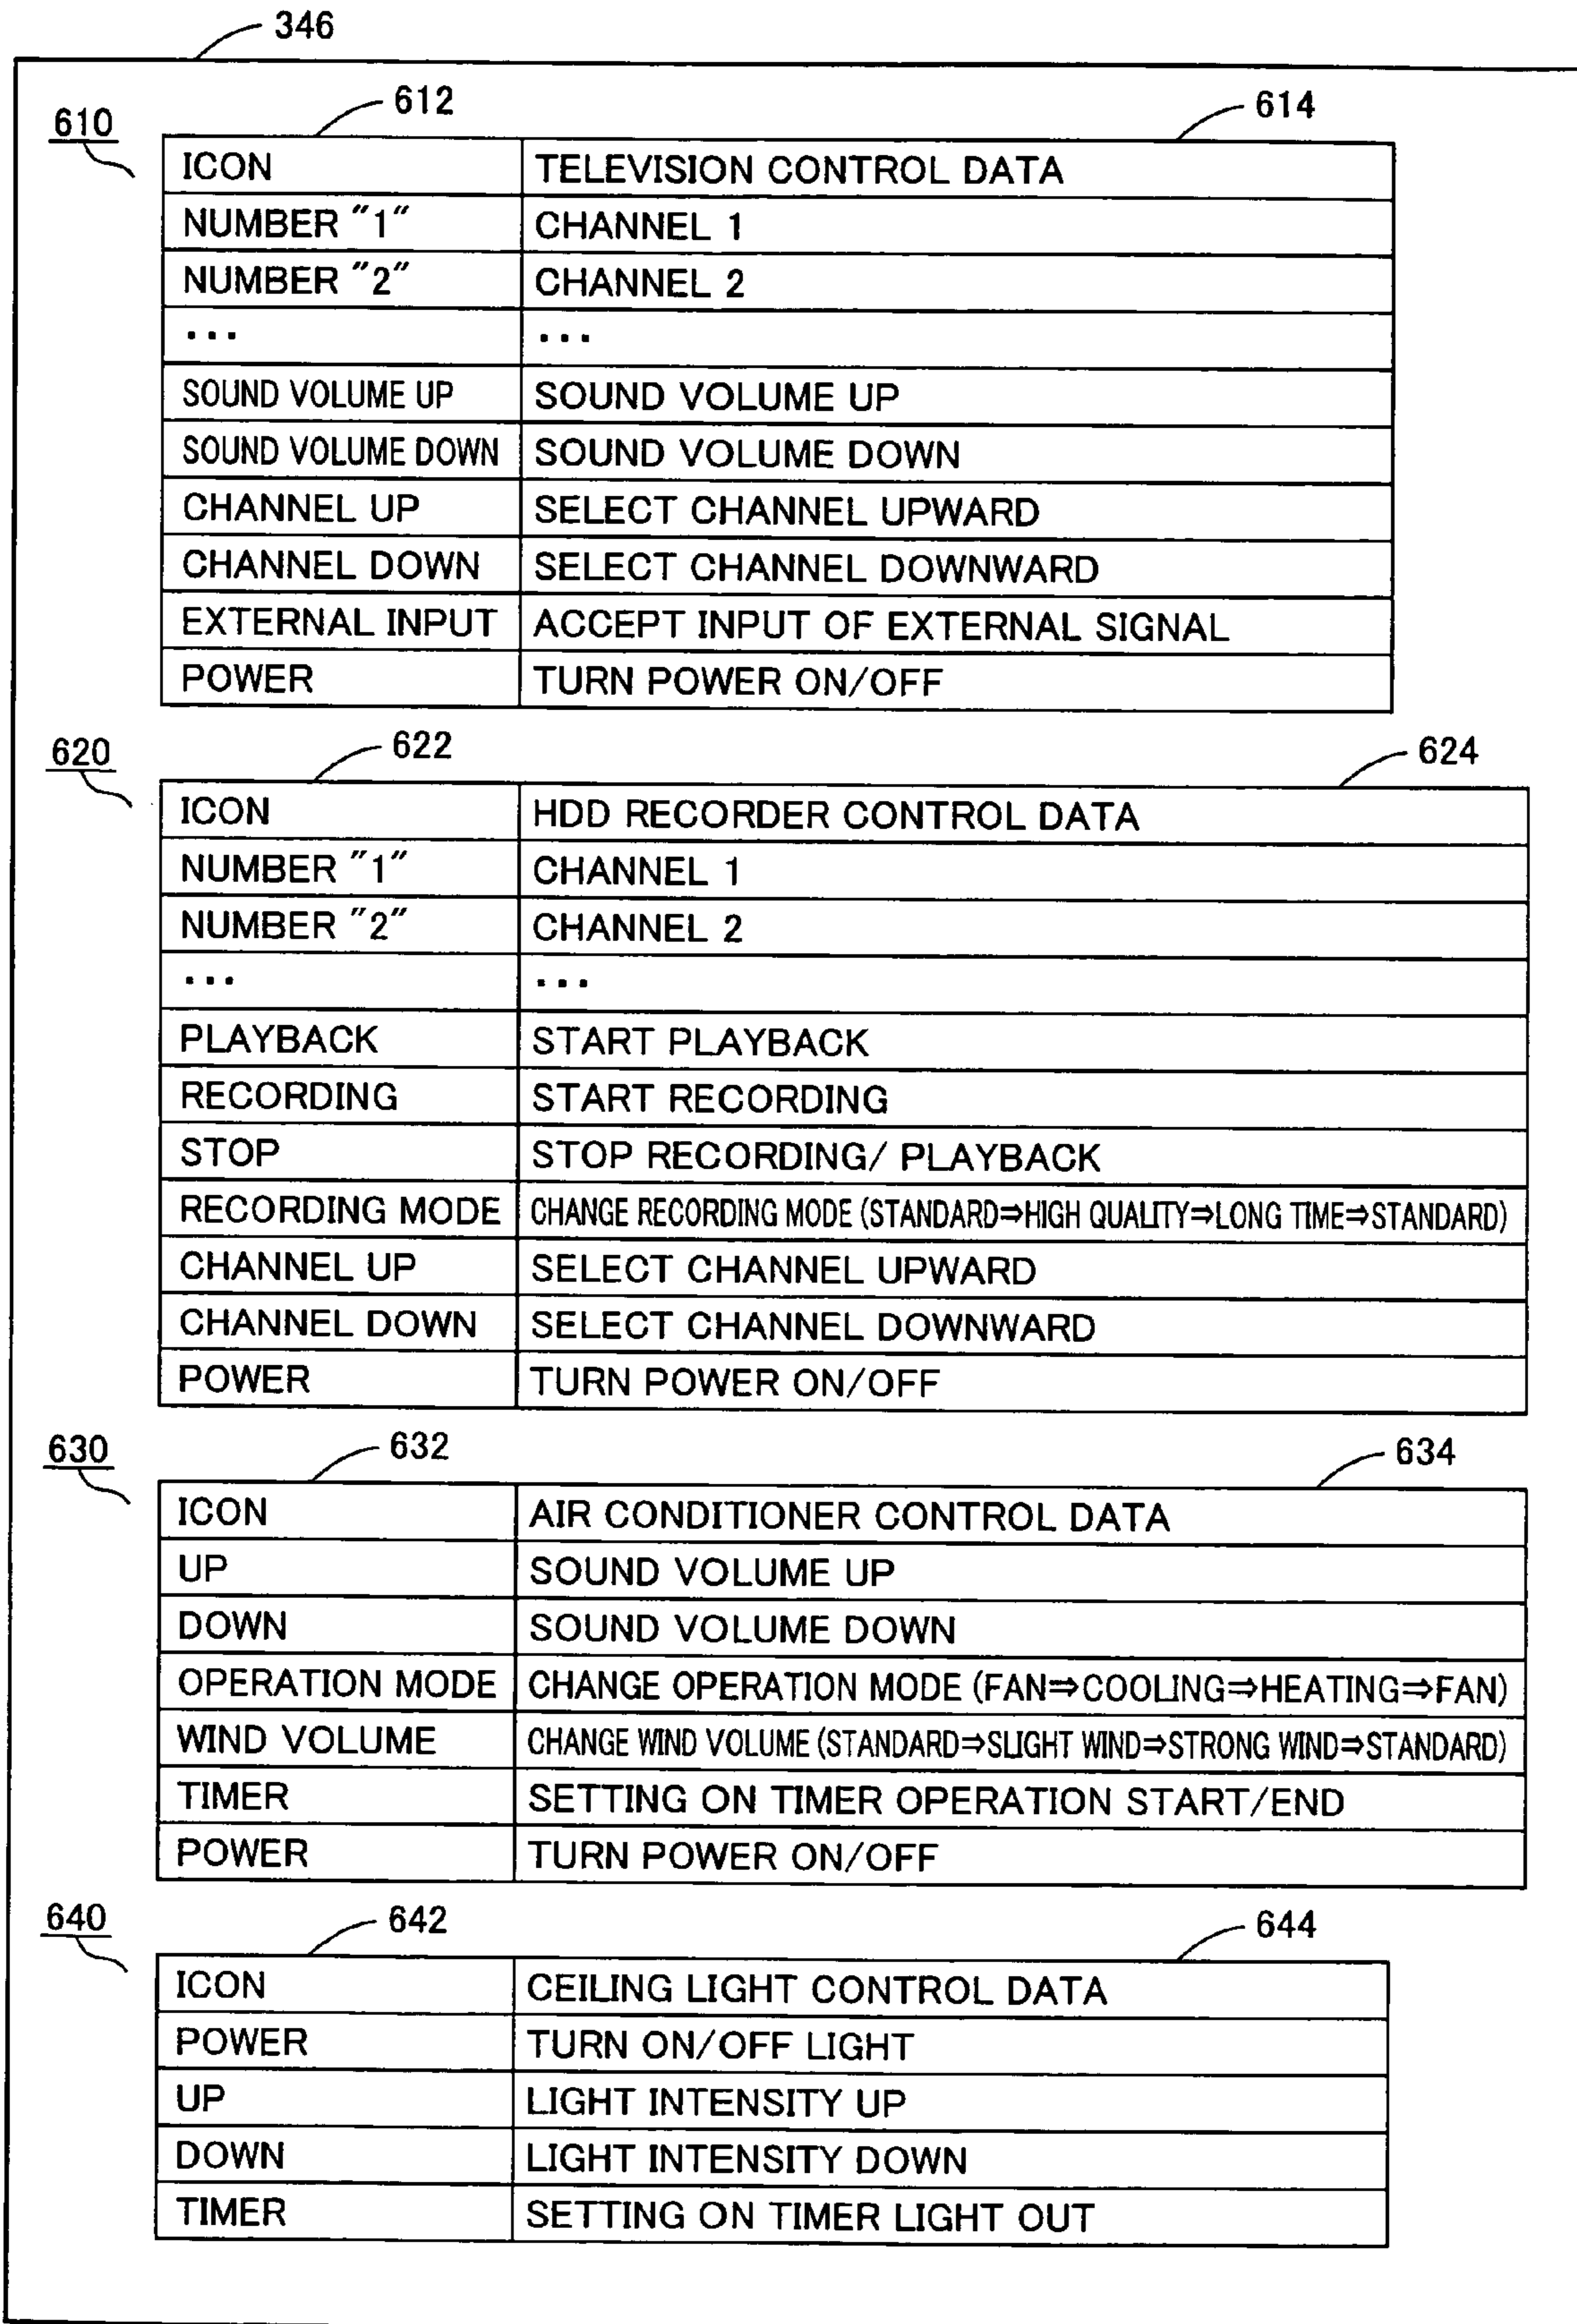 346
610 612 614
ICON TELEVISION CONTROL DATA
NUMBER ″1″ CHANNEL 1
NUMBER ″2″ CHANNEL 2
... ...
SOUND VOLUME UP SOUND VOLUME UP
SOUND VOLUME DOWN SOUND VOLUME DOWN
CHANNEL UP SELECT CHANNEL UPWARD
CHANNEL DOWN SELECT CHANNEL DOWNWARD
EXTERNAL INPUT ACCEPT INPUT OF EXTERNAL SIGNAL
POWER TURN POWER ON/OFF
620 622 624
ICON HDD RECORDER CONTROL DATA
NUMBER ″1″ CHANNEL 1
NUMBER ″2″ CHANNEL 2
... ...
PLAYBACK START PLAYBACK
RECORDING START RECORDING
STOP STOP RECORDING/ PLAYBACK
RECORDING MODE CHANGE RECORDING MODE (STANDARD⇒HIGH QUALITY⇒LONG TIME⇒STANDARD)
CHANNEL UP SELECT CHANNEL UPWARD
CHANNEL DOWN SELECT CHANNEL DOWNWARD
POWER TURN POWER ON/OFF
630 632 634
ICON AIR CONDITIONER CONTROL DATA
UP SOUND VOLUME UP
DOWN SOUND VOLUME DOWN
OPERATION MODE CHANGE OPERATION MODE (FAN⇒COOLING⇒HEATING⇒FAN)
WIND VOLUME CHANGE WIND VOLUME (STANDARD⇒SLIGHT WIND⇒STRONG WIND⇒STANDARD)
TIMER SETTING ON TIMER OPERATION START/END
POWER TURN POWER ON/OFF
640 642 644
ICON CEILING LIGHT CONTROL DATA
POWER TURN ON/OFF LIGHT
UP LIGHT INTENSITY UP
DOWN LIGHT INTENSITY DOWN
TIMER SETTING ON TIMER LIGHT OUT